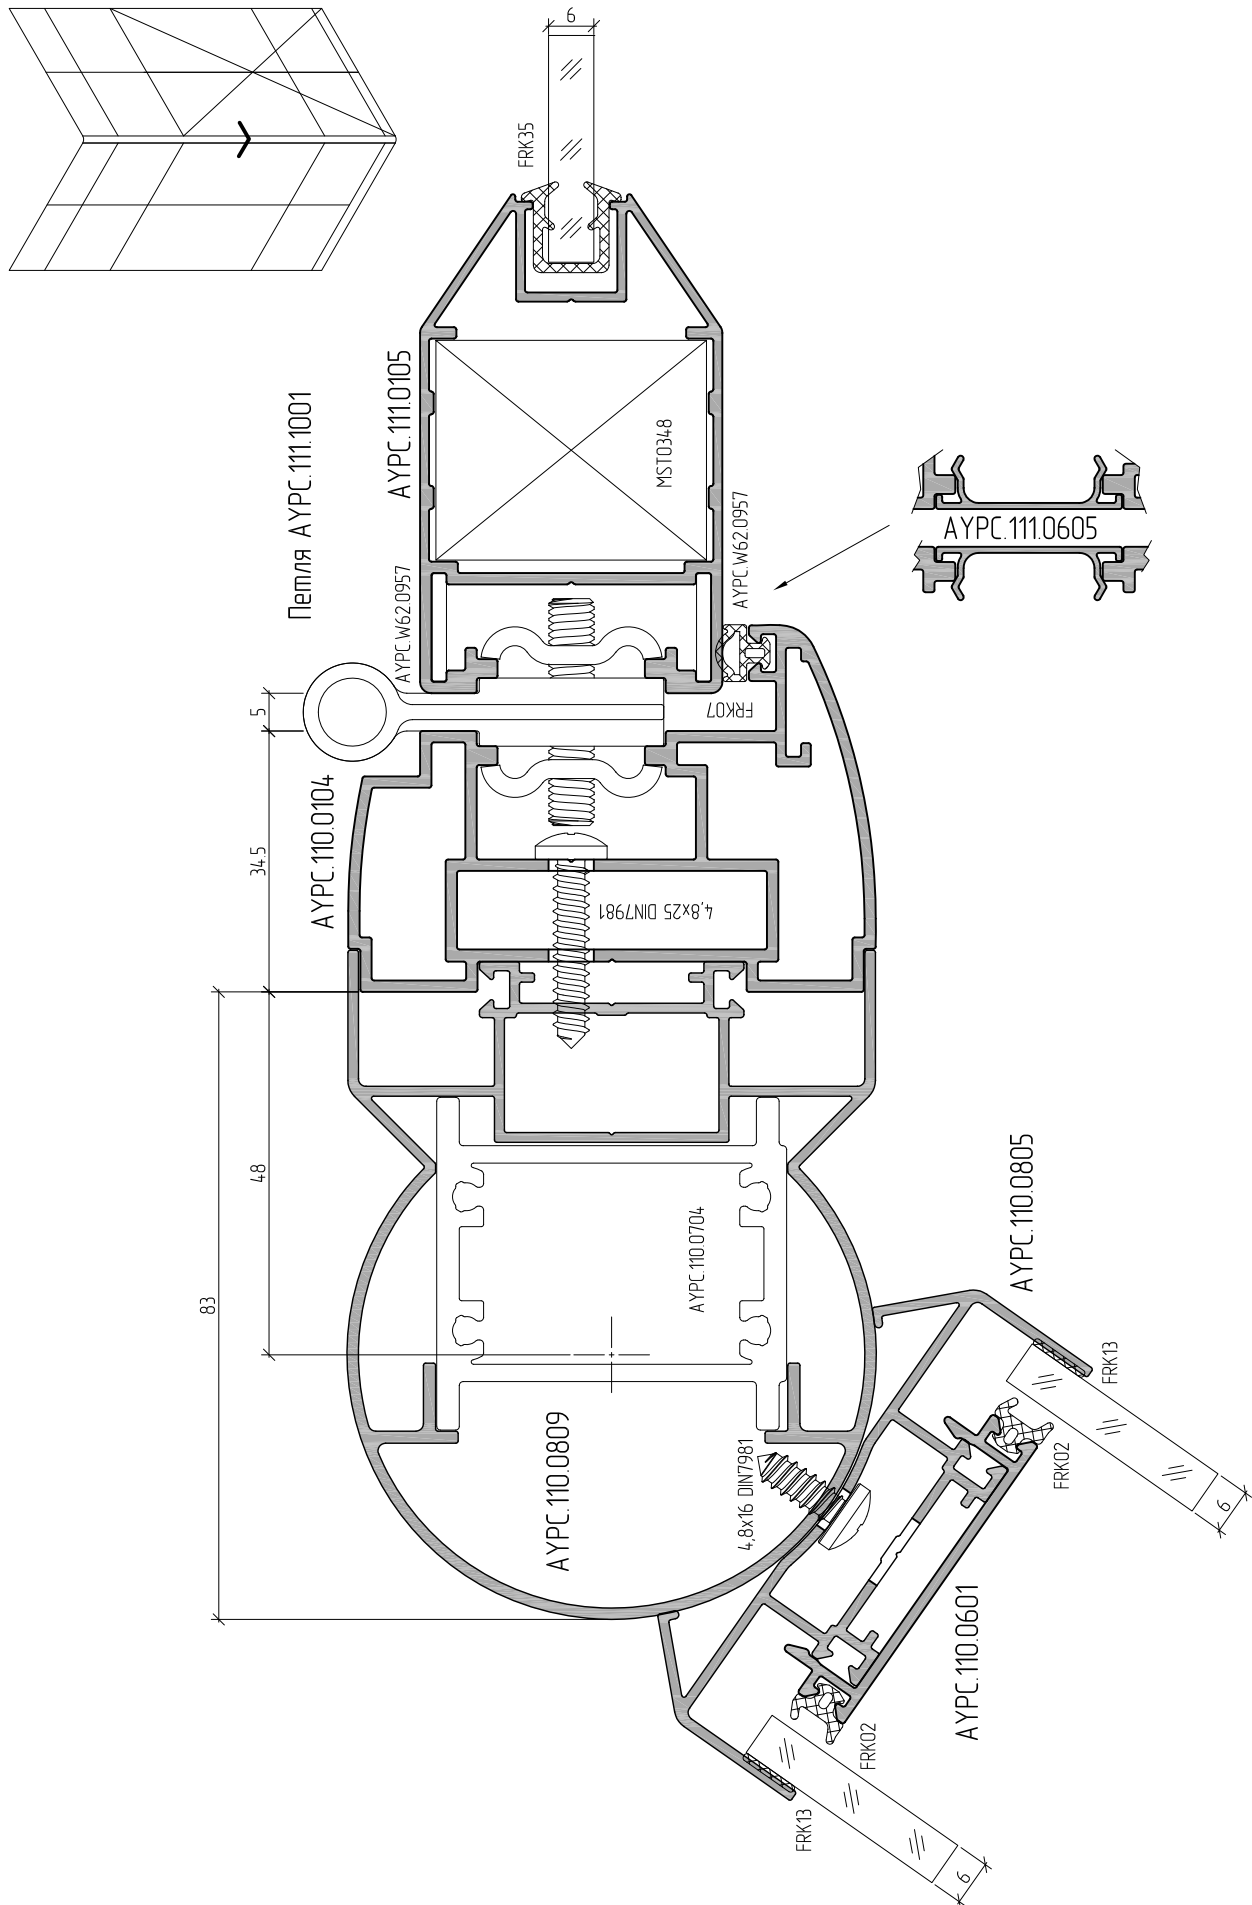 6
FRK35
AYPC.111.0105
Петля AYPC.111.1001
MST0348
AYPC.W62.0957
AYPC.W62.0957
AYPC.111.0605
5
FRK07
AYPC.110.0104
34.5
4,8x25 DIN7981
48
83
AYPC.110.0704
AYPC.110.0805
FRK13
AYPC.110.0809
4,8x16 DIN7981
FRK02
6
AYPC.110.0601
FRK02
FRK13
6